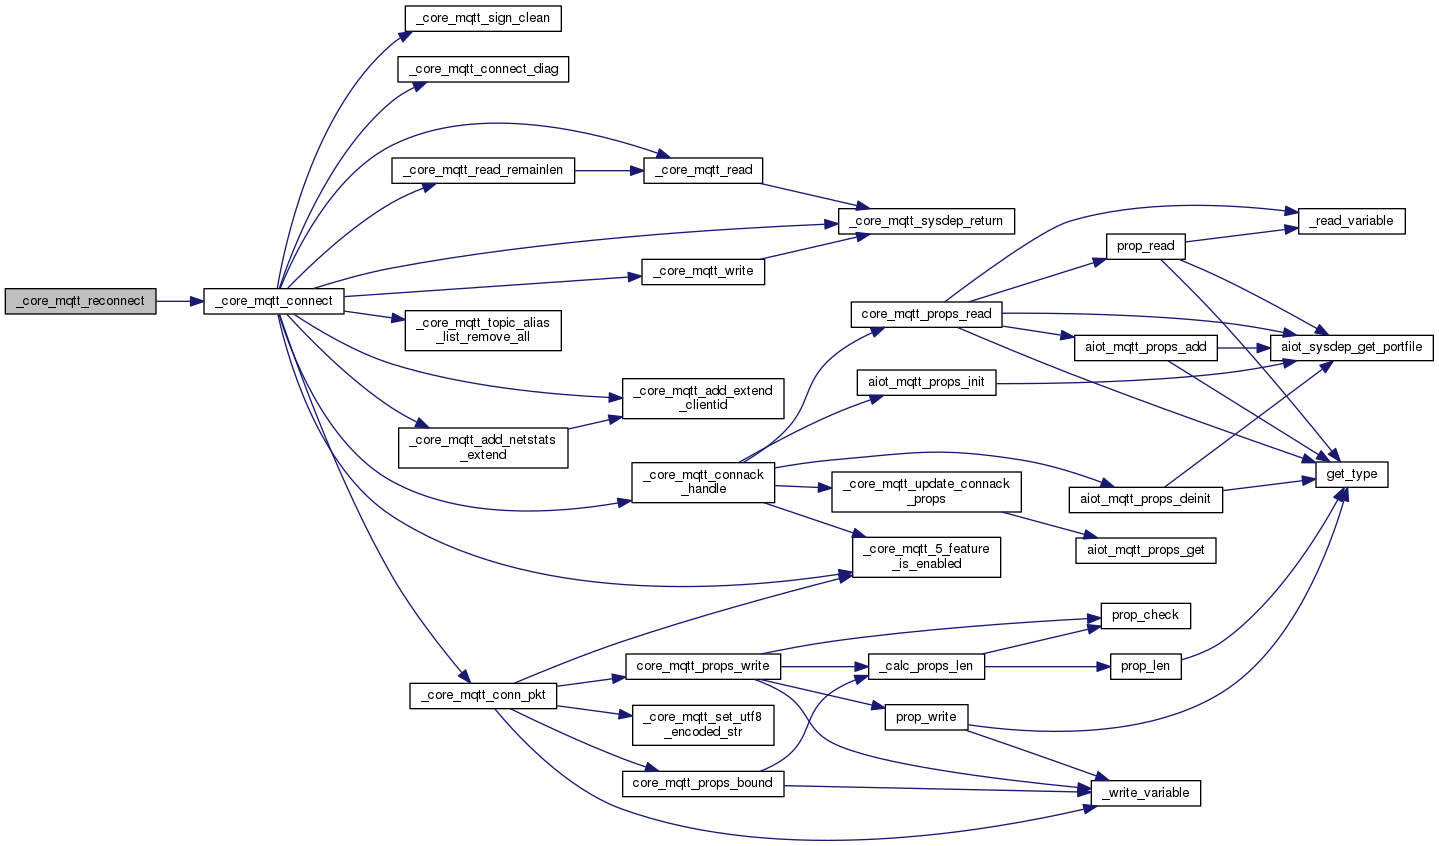 _core_mqtt_sign_clean
_core_mqtt_connect_diag
_core_mqtt_read_remainlen
_core_mqtt_read
_core_mqtt_sysdep_return
_read_variable
prop_read
_core_mqtt_write
_core_mqtt_reconnect
_core_mqtt_connect
core_mqtt_props_read
_core_mqtt_topic_alias
_list_remove_all
aiot_mqtt_props_add
aiot_sysdep_get_portfile
aiot_mqtt_props_init
_core_mqtt_add_extend
_clientid
_core_mqtt_add_netstats
_extend
_core_mqtt_connack
_handle
get_type
_core_mqtt_update_connack
_props
aiot_mqtt_props_deinit
aiot_mqtt_props_get
_core_mqtt_5_feature
_is_enabled
prop_check
core_mqtt_props_write
_calc_props_len
prop_len
_core_mqtt_conn_pkt
_core_mqtt_set_utf8
_encoded_str
prop_write
core_mqtt_props_bound
_write_variable